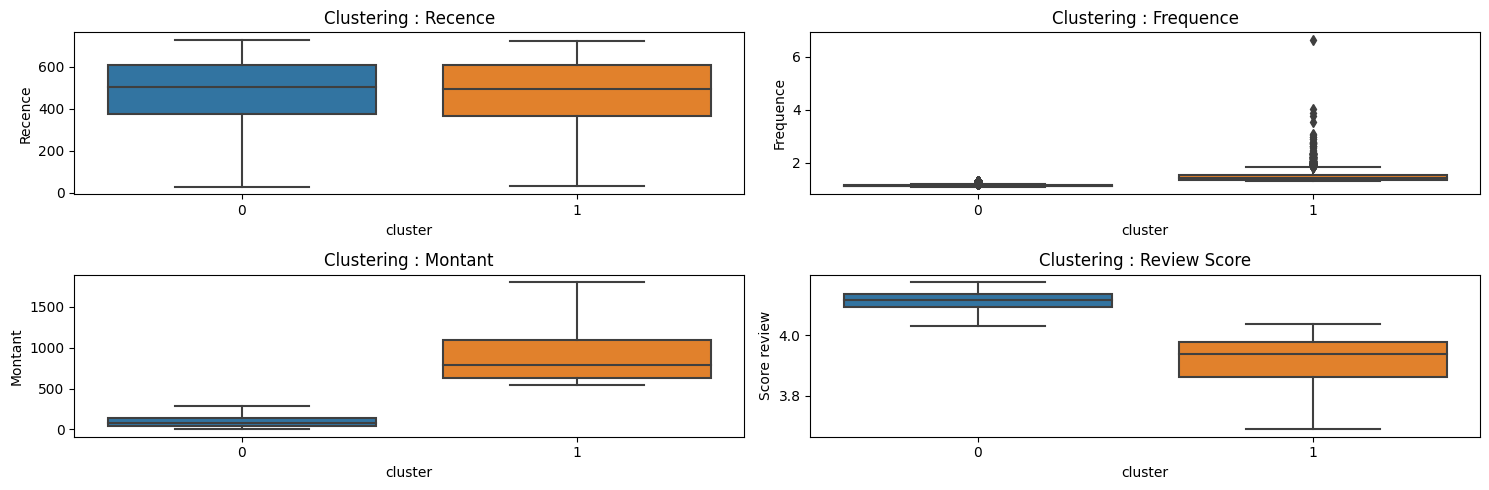 Clustering : Recence
Recence
600
400
200
0
0
1
cluster
Clustering : Frequence
Frequence
6
4
2
0
1
cluster
Clustering : Montant
Montant
1500
1000
500
0
0
1
cluster
Clustering : Review Score
Score review
4.0
3.8
0
1
cluster